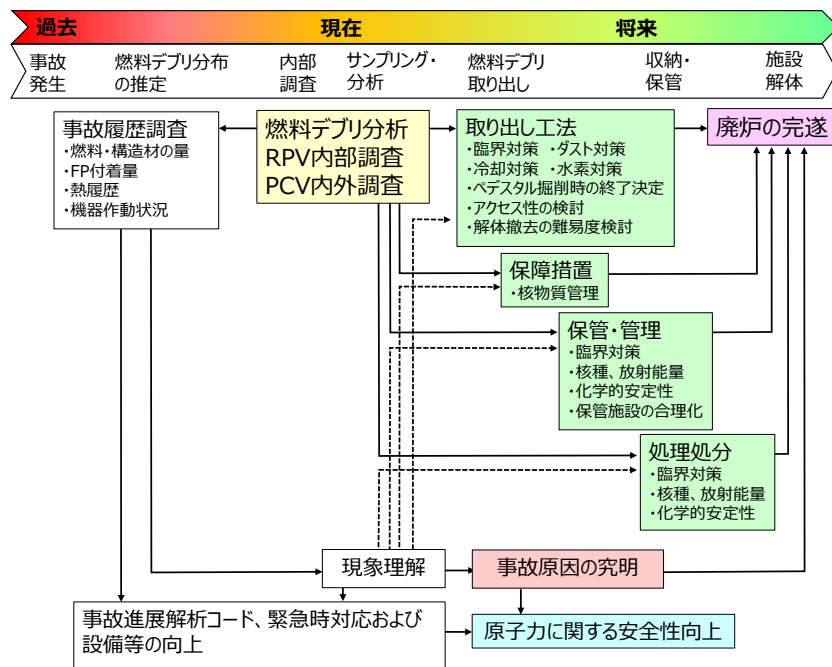 過去
現在
将来
事故
発生
燃料デブリ分布
の推定
内部
調査
サンプリング・
分析
燃料デブリ
取り出し
収納・
保管
施設
解体
事故履歴調査
・燃料・構造材の量
・FP付着量
・熱履歴
・機器作動状況
燃料デブリ分析
RPV内部調査
PCV内外調査
取り出し工法
・臨界対策 ・ダスト対策
・冷却対策 ・水素対策
・ペデスタル掘削時の終了決定
・アクセス性の検討
・解体撤去の難易度検討
廃炉の完遂
保障措置
・核物質管理
保管・管理
・臨界対策
・核種、放射能量
・化学的安定性
・保管施設の合理化
処理処分
・臨界対策
・核種、放射能量
・化学的安定性
現象理解
事故原因の究明
事故進展解析コード、緊急時対応および
設備等の向上
原子力に関する安全性向上